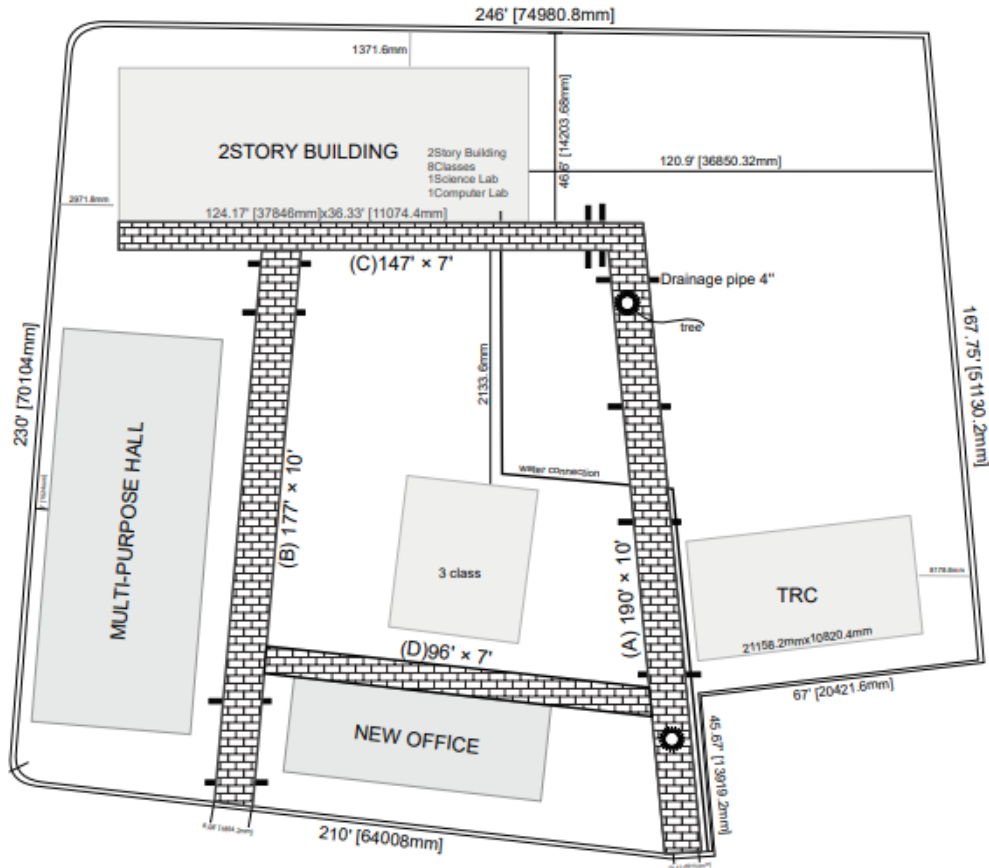 246' [74980.8mm]
1371.6mm
2STORY BUILDING
2Story Building
8Classes
1Science Lab
1Computer Lab
46.6' [14203.68mm]
120.9' [36850.32mm]
2971.8mm
124.17' [37846mm]x36.33' [11074.4mm]
(C)147' × 7'
Drainage pipe 4"
tree
2133.6mm
167.75' [51130.2mm]
230' [70104mm]
MULTI-PURPOSE HALL
(B) 177' × 10'
water connection
3 class
(A) 190' × 10'
TRC
21158.2mmx10820.4mm
(D)96' × 7'
67' [20421.6mm]
NEW OFFICE
45.67' [13919.2mm]
210' [64008mm]